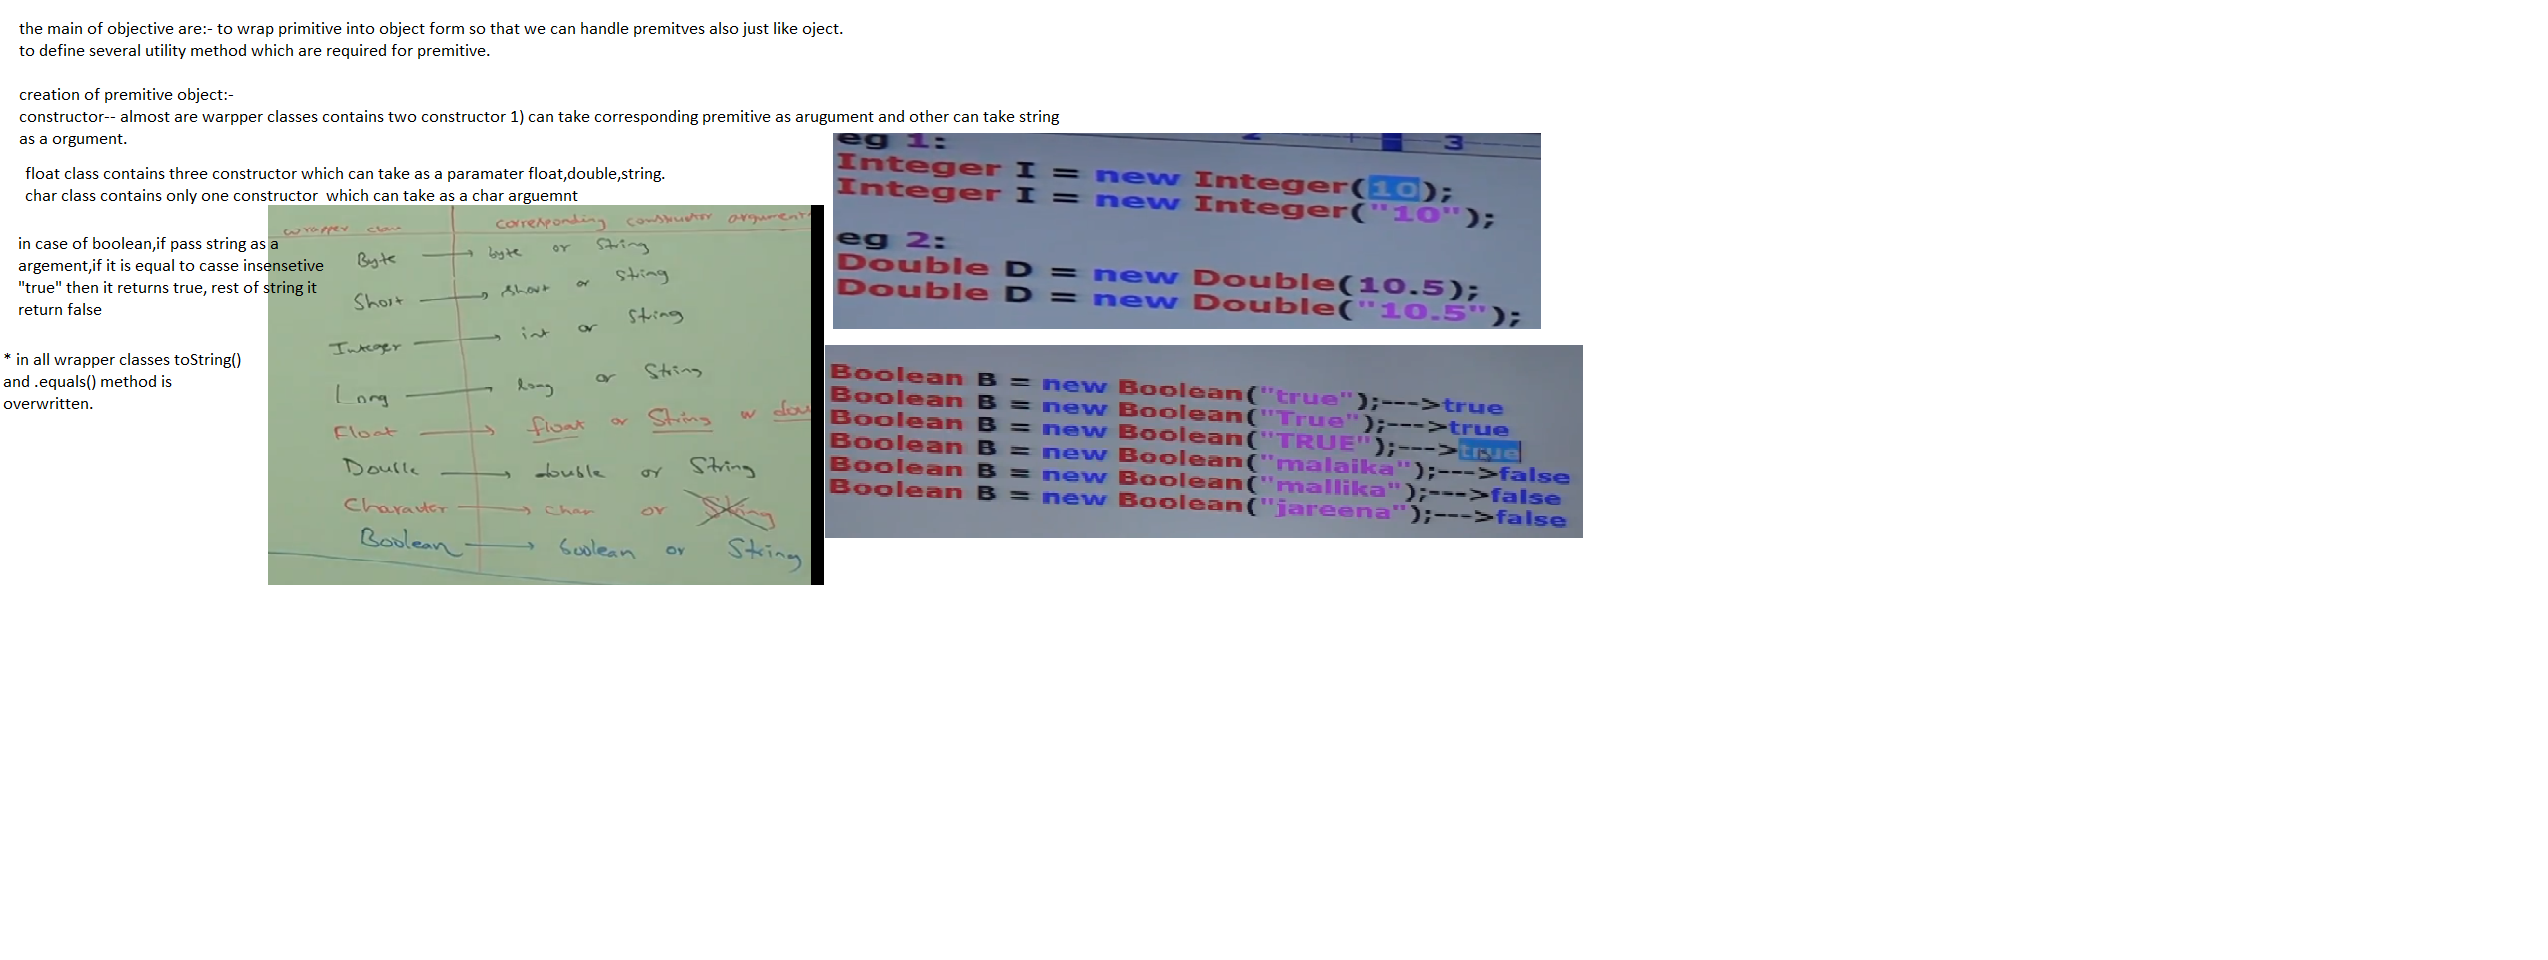 the main of objective are:- to wrap primitive into object form so that we can handle premitves also just like oject.
to define several utility method which are required for premitive.
creation of premitive object:-
constructor-- almost are warpper classes contains two constructor 1) can take corresponding premitive as arugument and other can take string
as a orgument.
float class contains three constructor which can take as a paramater float,double,string.
char class contains only one constructor  which can take as a char arguemnt
in case of boolean,if pass string as a
argement,if it is equal to casse insensetive
"true" then it returns true, rest of string it
return false
* in all wrapper classes toString()
and .equals() method is
overwritten.
wrapper class corresponding constructor arguments
Byte byte or String
Short short or String
Integer int or String
Long long or String
Float float or String or dou
Double double or String
Character char or String
Boolean boolean or String
3
eg 1:
Integer I = new Integer(10);
Integer I = new Integer("10");
eg 2:
Double D = new Double(10.5);
Double D = new Double("10.5");
Boolean B = new Boolean("true");--->true
Boolean B = new Boolean("True");--->true
Boolean B = new Boolean("TRUE");--->true
Boolean B = new Boolean("malaika");--->false
Boolean B = new Boolean("mallika");--->false
Boolean B = new Boolean("jareena");--->false